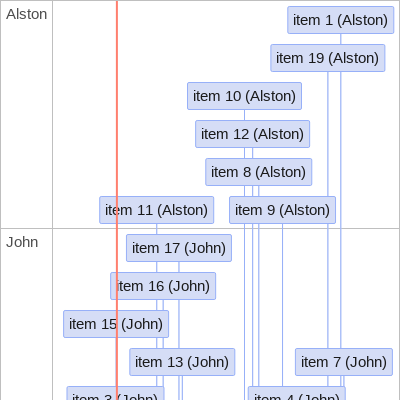 Alston
item 1 (Alston)
item 19 (Alston)
item 10 (Alston)
item 12 (Alston)
item 8 (Alston)
item 11 (Alston)
item 9 (Alston)
John
item 17 (John)
item 16 (John)
item 15 (John)
item 13 (John)
item 7 (John)
item 3 (John)
item 4 (John)